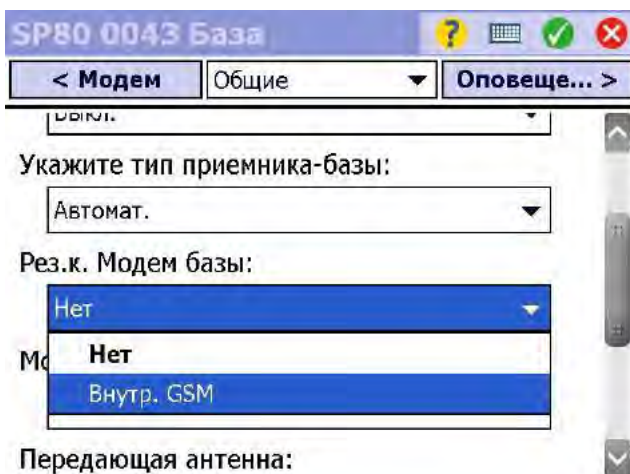 SP80 0043 База
?
< Модем
Общие
Оповеще... >
Выкл.
Укажите тип приемника-базы:
Автомат.
Рез.к. Модем базы:
Нет
Нет
Внутр. GSM
Передающая антенна: